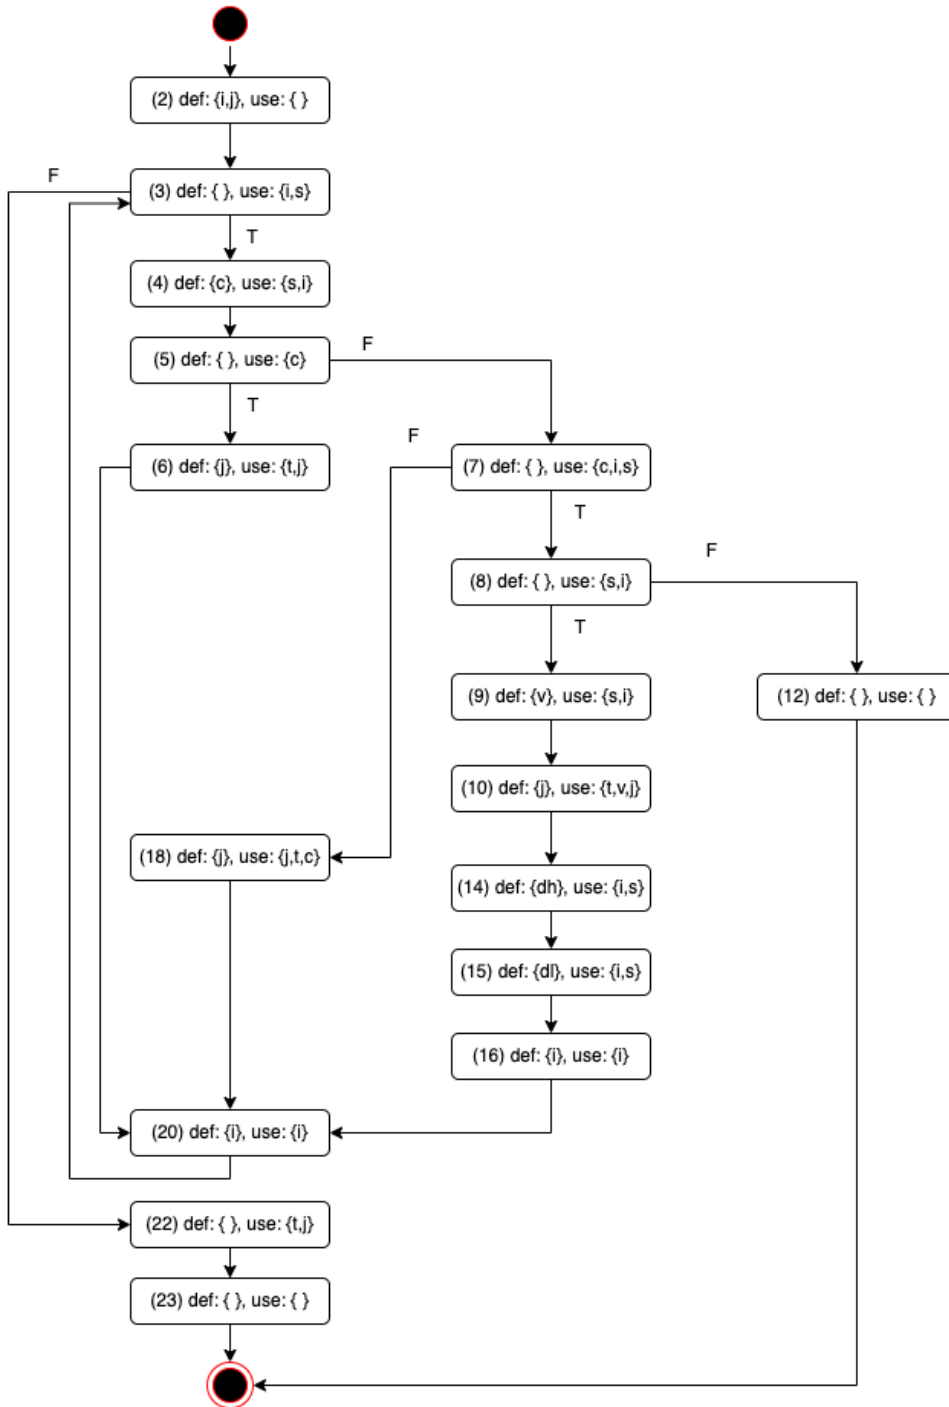 (2) def: {i,j}, use: { }
F
(3) def: { }, use: {i,s}
T
(4) def: {c}, use: {s,i}
F
(5) def: { }, use: {c}
T
F
(6) def: {j}, use: {t,j}
(7) def: { }, use: {c,i,s}
T
F
(8) def: { }, use: {s,i}
T
(9) def: {v}, use: {s,i}
(12) def: { }, use: { }
(10) def: {j}, use: {t,v,j}
(18) def: {j}, use: {j,t,c}
(14) def: {dh}, use: {i,s}
(15) def: {dl}, use: {i,s}
(16) def: {i}, use: {i}
(20) def: {i}, use: {i}
(22) def: { }, use: {t,j}
(23) def: { }, use: { }